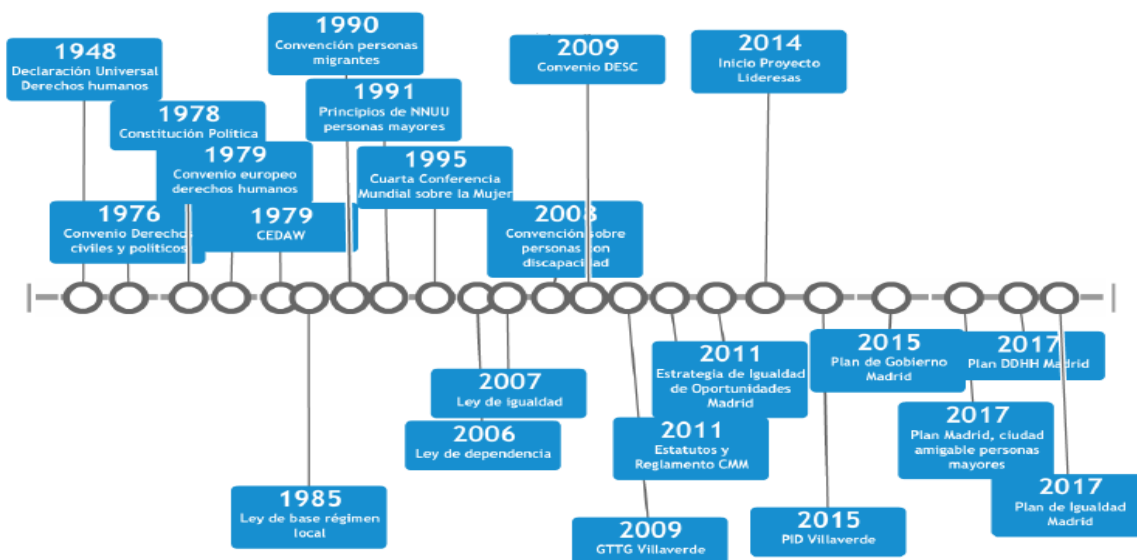 1948
Declaración Universal
Derechos humanos
1976
Convenio Derechos
civiles y políticos
1978
Constitución Política
1979
Convenio europeo
derechos humanos
1979
CEDAW
1985
Ley de base régimen
local
1990
Convención personas
migrantes
1991
Principios de NNUU
personas mayores
1995
Cuarta Conferencia
Mundial sobre la Mujer
2006
Ley de dependencia
2007
Ley de igualdad
2008
Convención sobre
personas con
discapacidad
2009
Convenio DESC
2009
GTTG Villaverde
2011
Estatutos y
Reglamento CMM
2011
Estrategia de Igualdad
de Oportunidades
Madrid
2014
Inicio Proyecto
Lideresas
2015
PID Villaverde
2015
Plan de Gobierno
Madrid
2017
Plan Madrid, ciudad
amigable personas
mayores
2017
Plan DDHH Madrid
2017
Plan de Igualdad
Madrid